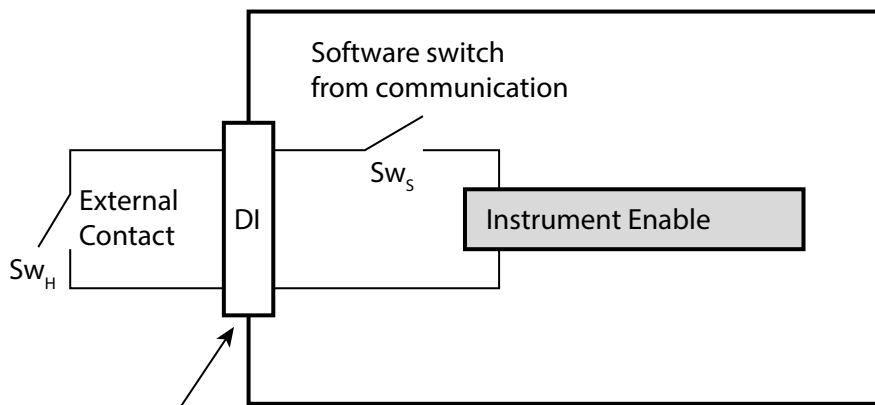 Software switch
from communication
Sw_S
External
Contact
DI
Instrument Enable
Sw_H